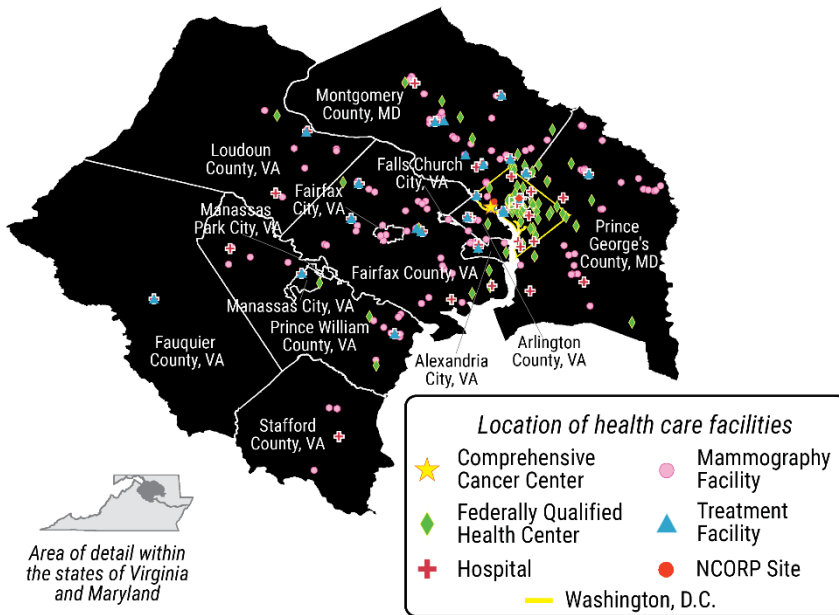 Montgomery
County, MD
Loudoun
County, VA
Falls Church
City, VA
Fairfax
City, VA
Manassas
Park City, VA
Prince
George's
County, MD
Fairfax County, VA
Manassas City, VA
Prince William
County, VA
Fauquier
County, VA
Arlington
County, VA
Alexandria
City, VA
Stafford
County, VA
Location of health care facilities
Comprehensive
Cancer Center
Mammography
Facility
Federally Qualified
Health Center
Treatment
Facility
Hospital
NCORP Site
Washington, D.C.
Area of detail within
the states of Virginia
and Maryland